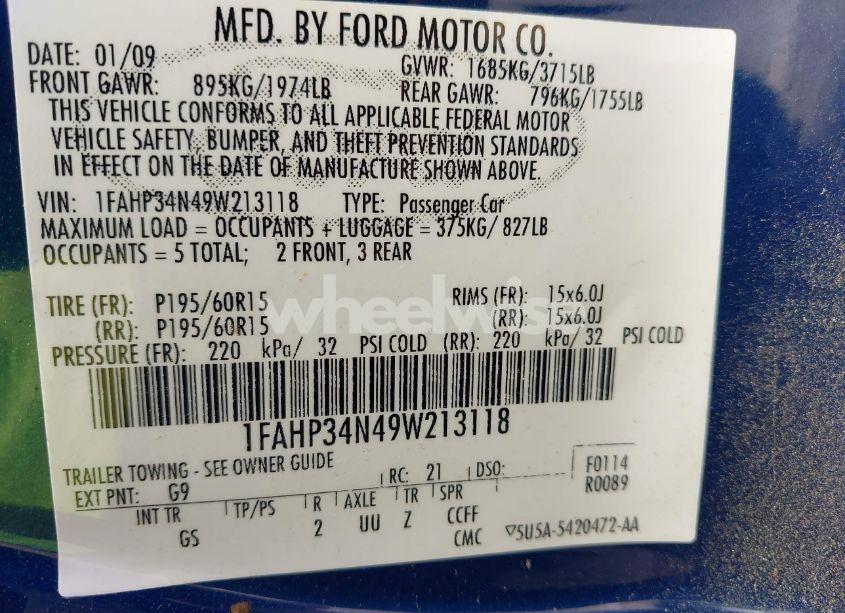 MFD. BY FORD MOTOR CO.
DATE: 01/09 GVWR: 1685KG/3715LB
FRONT GAWR: 895KG/1974LB REAR GAWR: 796KG/1755LB
THIS VEHICLE CONFORMS TO ALL APPLICABLE FEDERAL MOTOR
VEHICLE SAFETY, BUMPER, AND THEFT PREVENTION STANDARDS
IN EFFECT ON THE DATE OF MANUFACTURE SHOWN ABOVE.
VIN: 1FAHP34N49W213118 TYPE: Passenger Car
MAXIMUM LOAD = OCCUPANTS + LUGGAGE = 375KG/ 827LB
OCCUPANTS = 5 TOTAL; 2 FRONT, 3 REAR
TIRE (FR): P195/60R15 RIMS (FR): 15x6.0J
(RR): P195/60R15 (RR): 15x6.0J
PRESSURE (FR): 220 kPa/ 32 PSI COLD (RR): 220 kPa/ 32 PSI COLD
wheelwise
1FAHP34N49W213118
TRAILER TOWING - SEE OWNER GUIDE
EXT PNT: G9 RC: 21 DSO: F0114
R0089
INT TR TP/PS R AXLE TR SPR
GS 2 UU Z CCFF
CMC 5U5A-5420472-AA